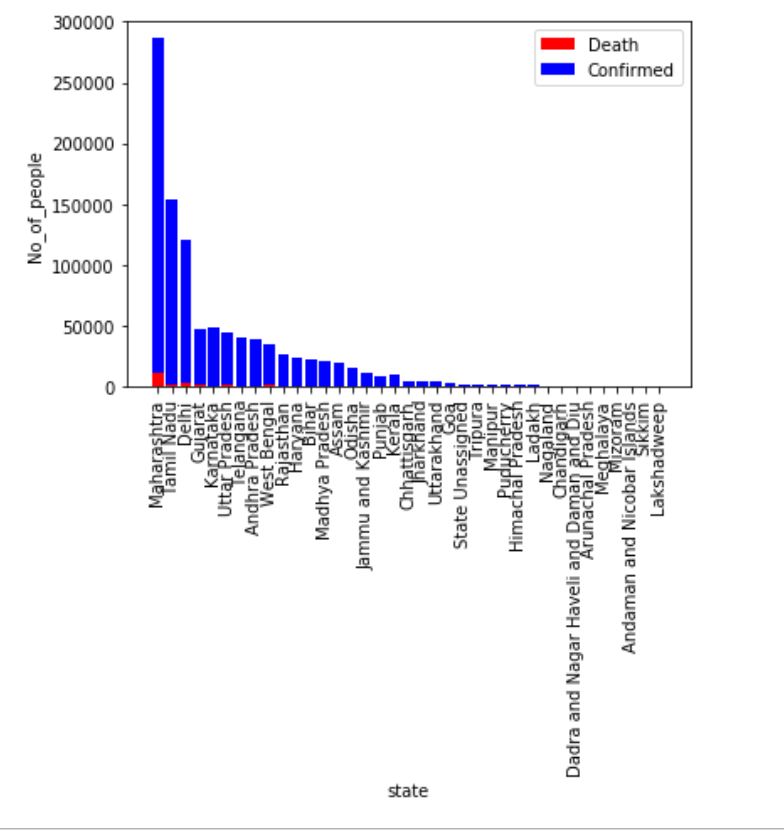 300000
250000
200000
150000
100000
50000
0
No_of_people
Death
Confirmed
Maharashtra
Tamil Nadu
Delhi
Gujarat
Karnataka
Uttar Pradesh
Telangana
Andhra Pradesh
West Bengal
Rajasthan
Haryana
Bihar
Madhya Pradesh
Assam
Odisha
Jammu and Kashmir
Punjab
Kerala
Chhattisgarh
Jharkhand
Uttarakhand
Goa
State Unassigned
Tripura
Manipur
Puducherry
Himachal Pradesh
Ladakh
Nagaland
Chandigarh
Dadra and Nagar Haveli and Daman and Diu
Arunachal Pradesh
Meghalaya
Mizoram
Andaman and Nicobar Islands
Sikkim
Lakshadweep
state